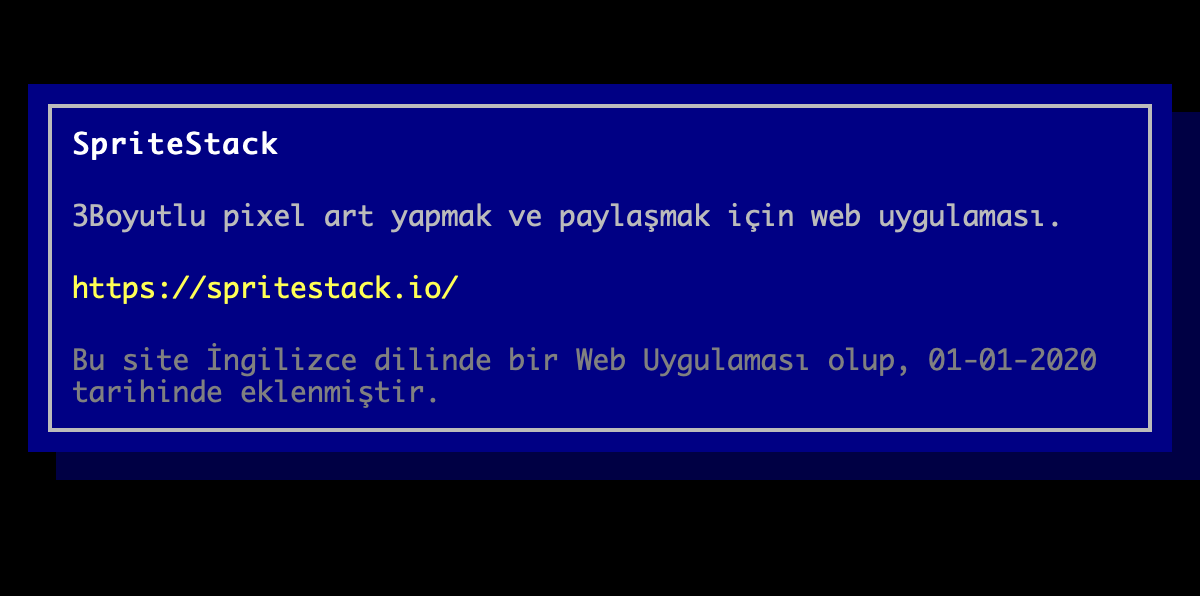 SpriteStack
3Boyutlu pixel art yapmak ve paylaşmak için web uygulaması.
https://spritestack.io/
Bu site İngilizce dilinde bir Web Uygulaması olup, 01-01-2020
tarihinde eklenmiştir.